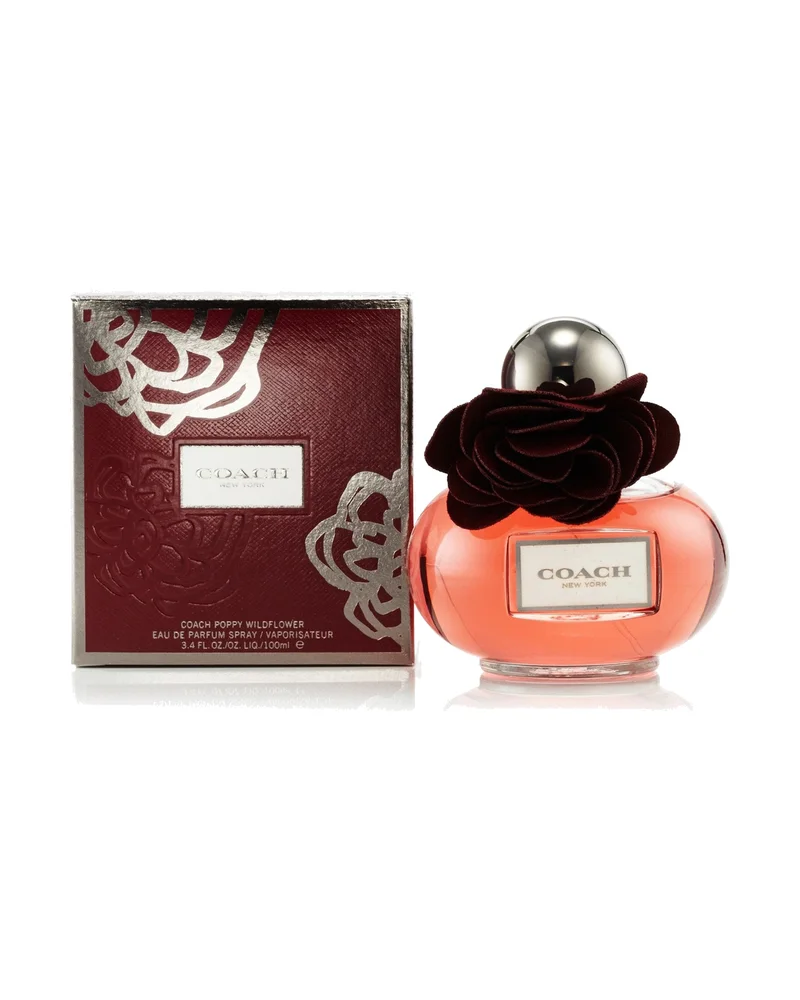 COACH
NEW YORK
COACH POPPY WILDFLOWER
EAU DE PARFUM SPRAY / VAPORISATEUR
3.4 FL.OZ./OZ. LIQ./100ml ℮
COACH
NEW YORK